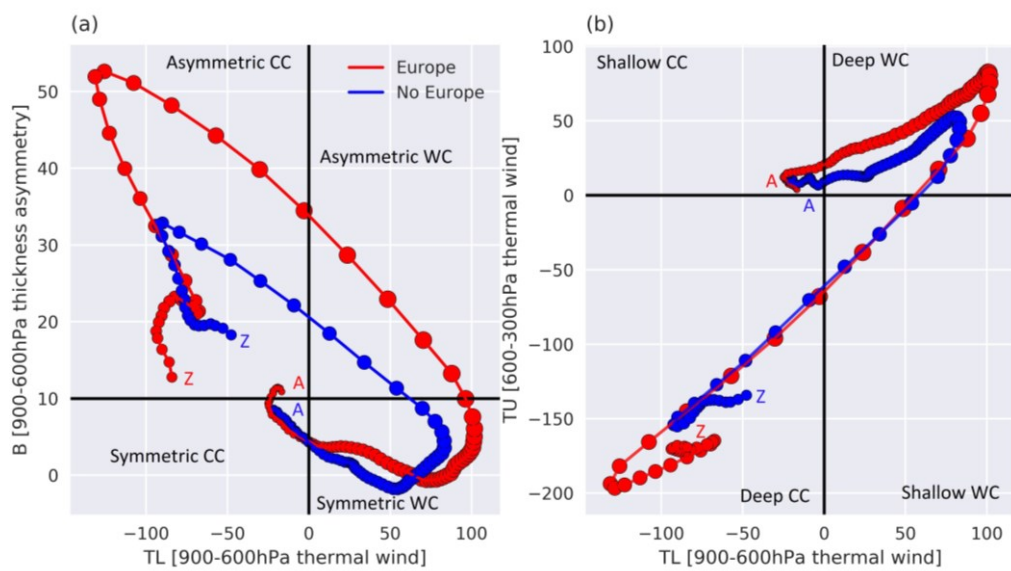 (a)
Asymmetric CC
Europe
No Europe
Asymmetric WC
Symmetric CC
Symmetric WC
A
A
Z
Z
50
40
30
20
10
0
B [900-600hPa thickness asymmetry]
−100
−50
0
50
100
TL [900-600hPa thermal wind]
(b)
Shallow CC
Deep WC
A
A
Z
Z
Deep CC
Shallow WC
100
50
0
−50
−100
−150
−200
TU [600-300hPa thermal wind]
−100
−50
0
50
100
TL [900-600hPa thermal wind]